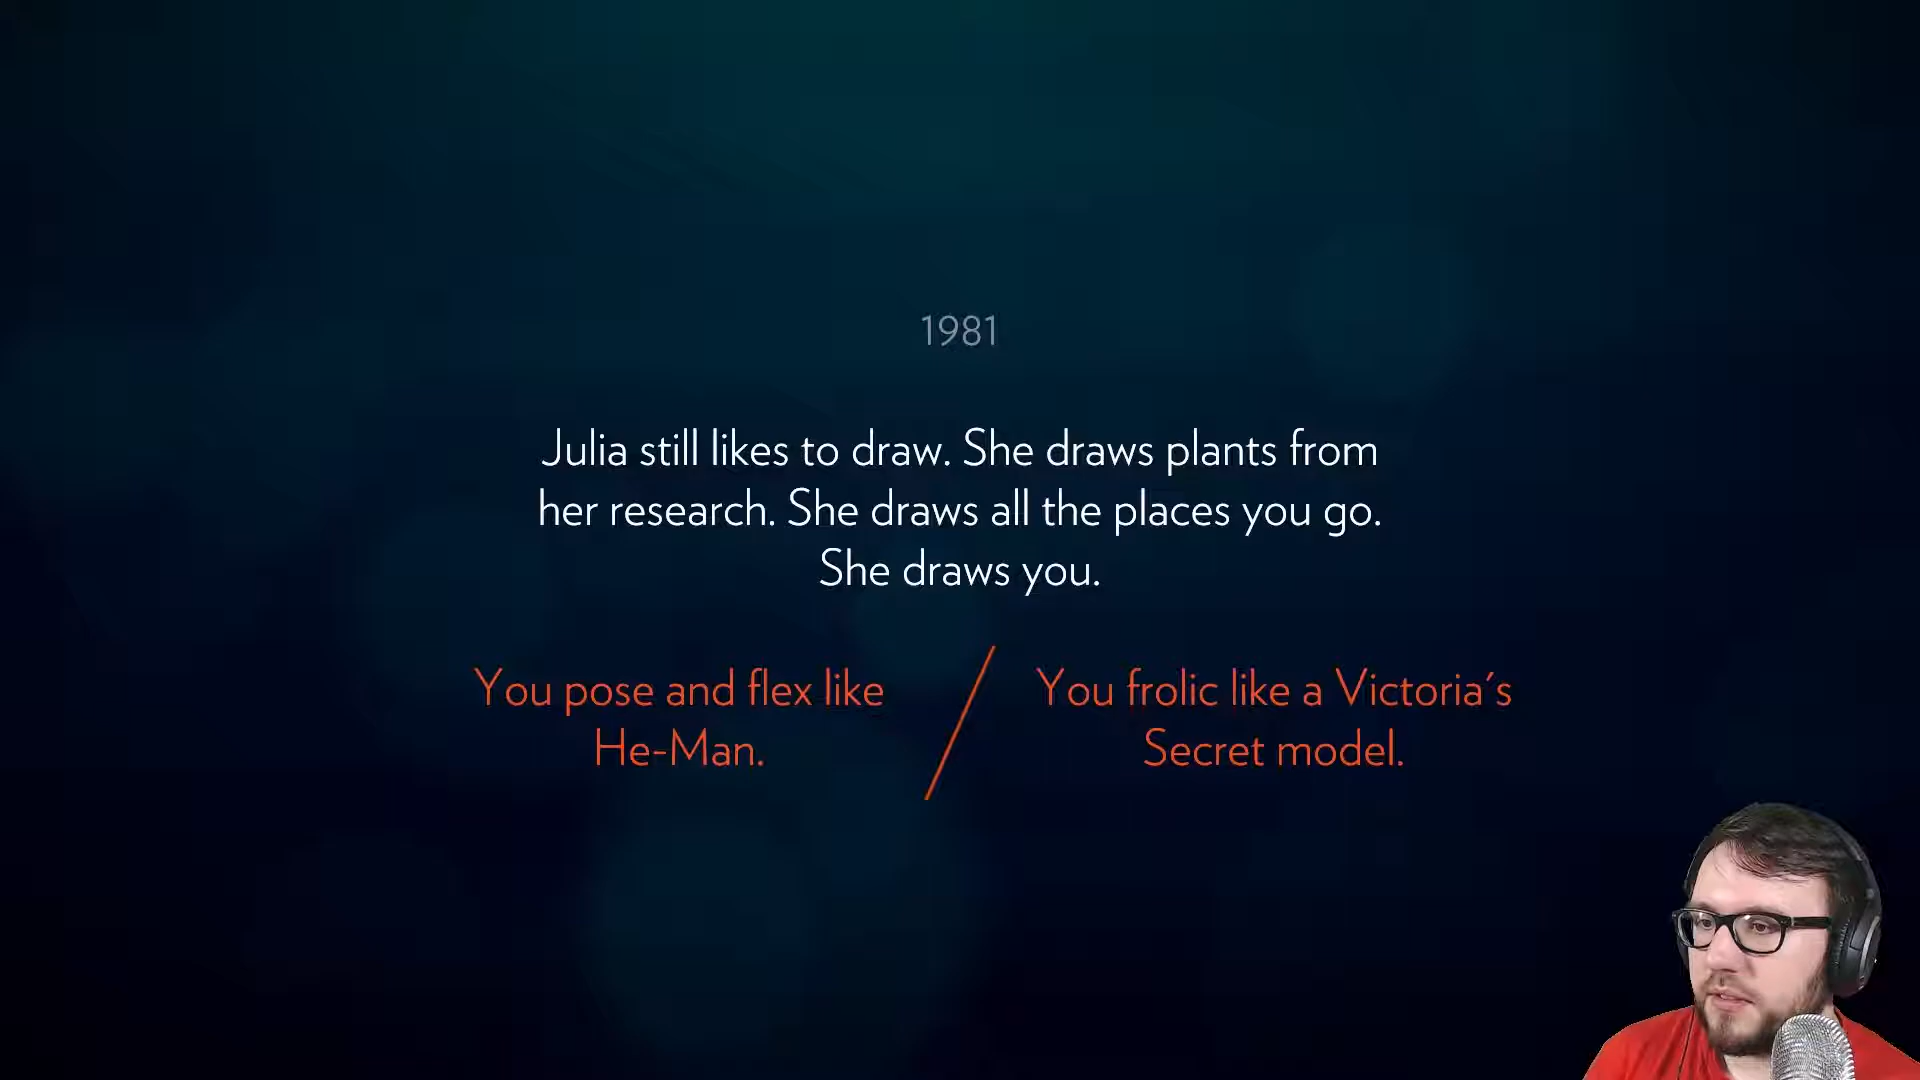 1981
Julia still likes to draw. She draws plants from
her research. She draws all the places you go.
She draws you.
You pose and flex like
He-Man.
You frolic like a Victoria's
Secret model.